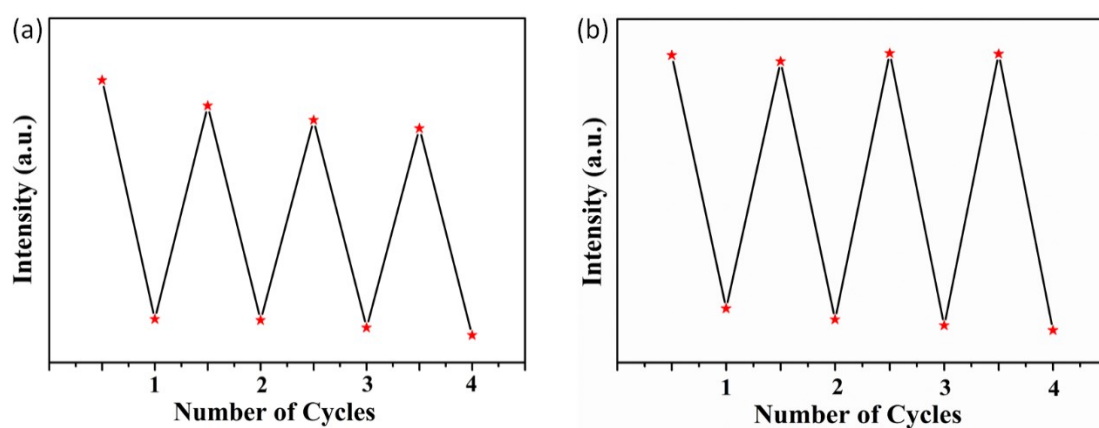 (a)
Intensity (a.u.)
1 2 3 4
Number of Cycles
(b)
Intensity (a.u.)
1 2 3 4
Number of Cycles